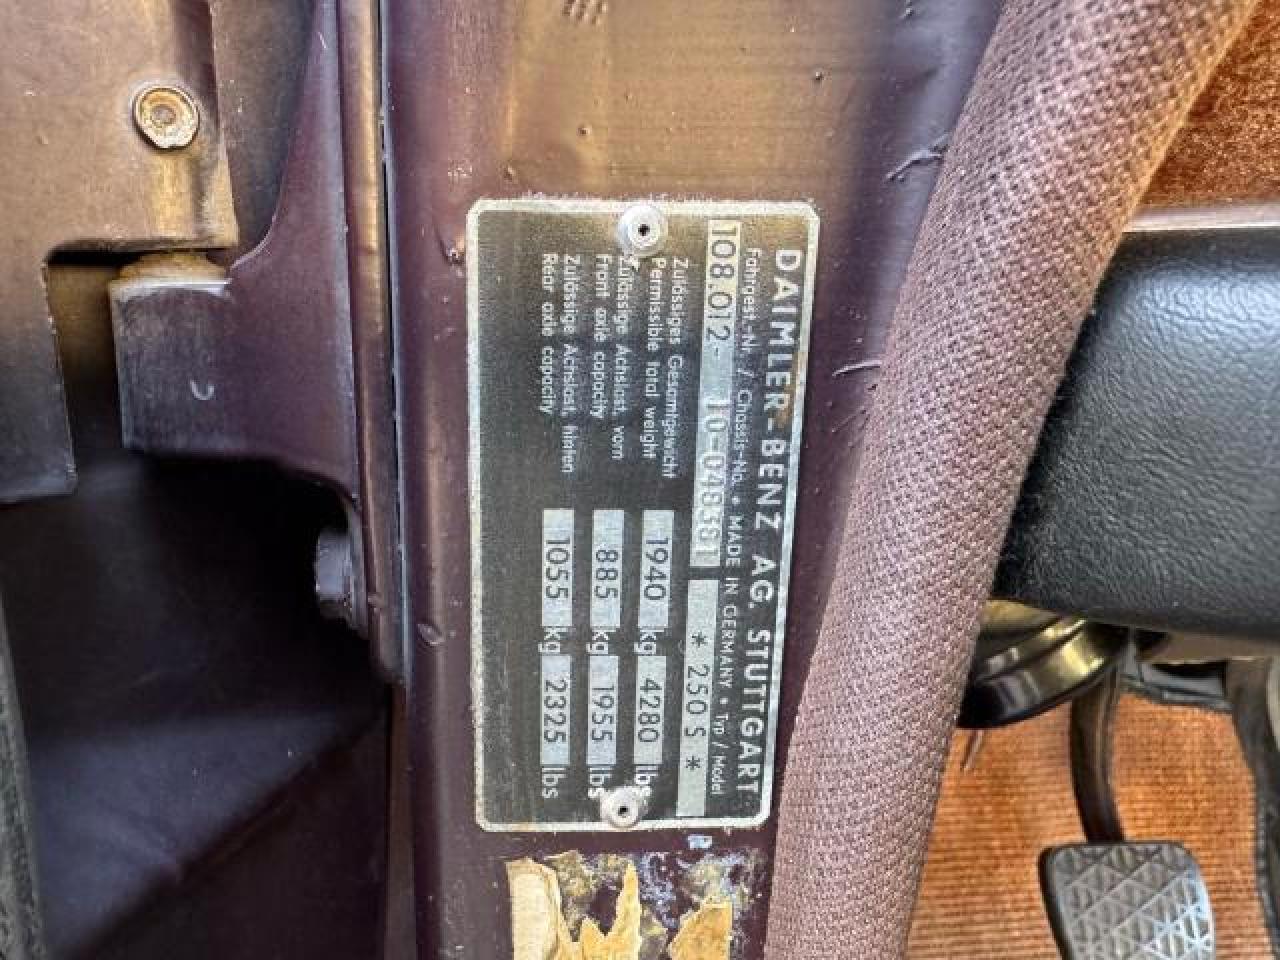 DAIMLER-BENZ AG. STUTTGART
Fahrgest.-Nr. / Chassis-No. • MADE IN GERMANY • Typ / Model
108.012- 10-048381 * 250 S *
Zulässiges Gesamtgewicht
Permissible total weight 1940 kg 4280 lbs
Zulässige Achslast, vorn
Front axle capacity 885 kg 1955 lbs
Zulässige Achslast, hinten
Rear axle capacity 1055 kg 2325 lbs